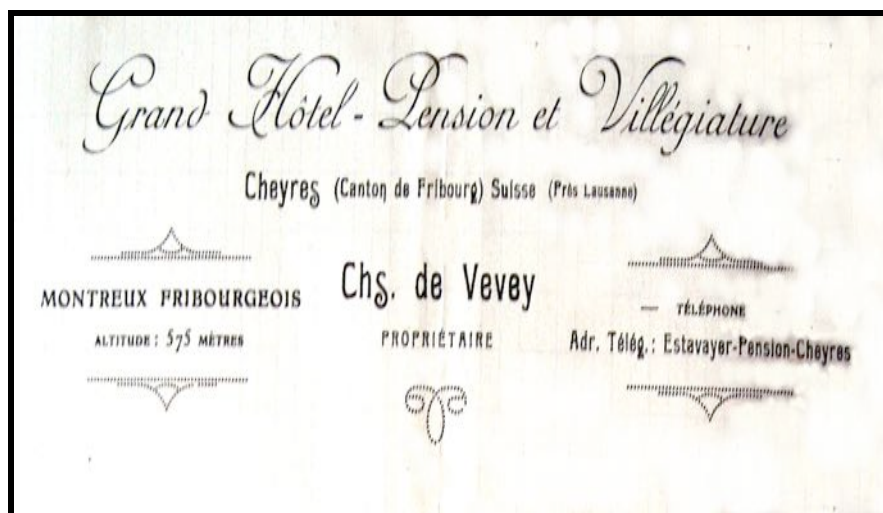 Grand Hôtel - Pension et Villégiature
Cheyres (Canton de Fribourg) Suisse (Près Lausanne)
MONTREUX FRIBOURGEOIS
ALTITUDE : 575 MÈTRES
Chs. de Vevey
PROPRIÉTAIRE
— TÉLÉPHONE
Adr. Télég. : Estavayer-Pension-Cheyres